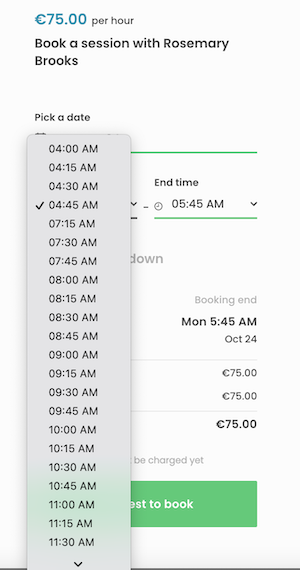 €75.00 per hour
Book a session with Rosemary
Brooks
Pick a date
End time
05:45 AM
04:00 AM
04:15 AM
04:30 AM
04:45 AM
07:15 AM
07:30 AM
07:45 AM
08:00 AM
08:15 AM
08:30 AM
08:45 AM
09:00 AM
09:15 AM
09:30 AM
09:45 AM
10:00 AM
10:15 AM
10:30 AM
10:45 AM
11:00 AM
11:15 AM
11:30 AM
down
Booking end
Mon 5:45 AM
Oct 24
€75.00
€75.00
€75.00
be charged yet
est to book